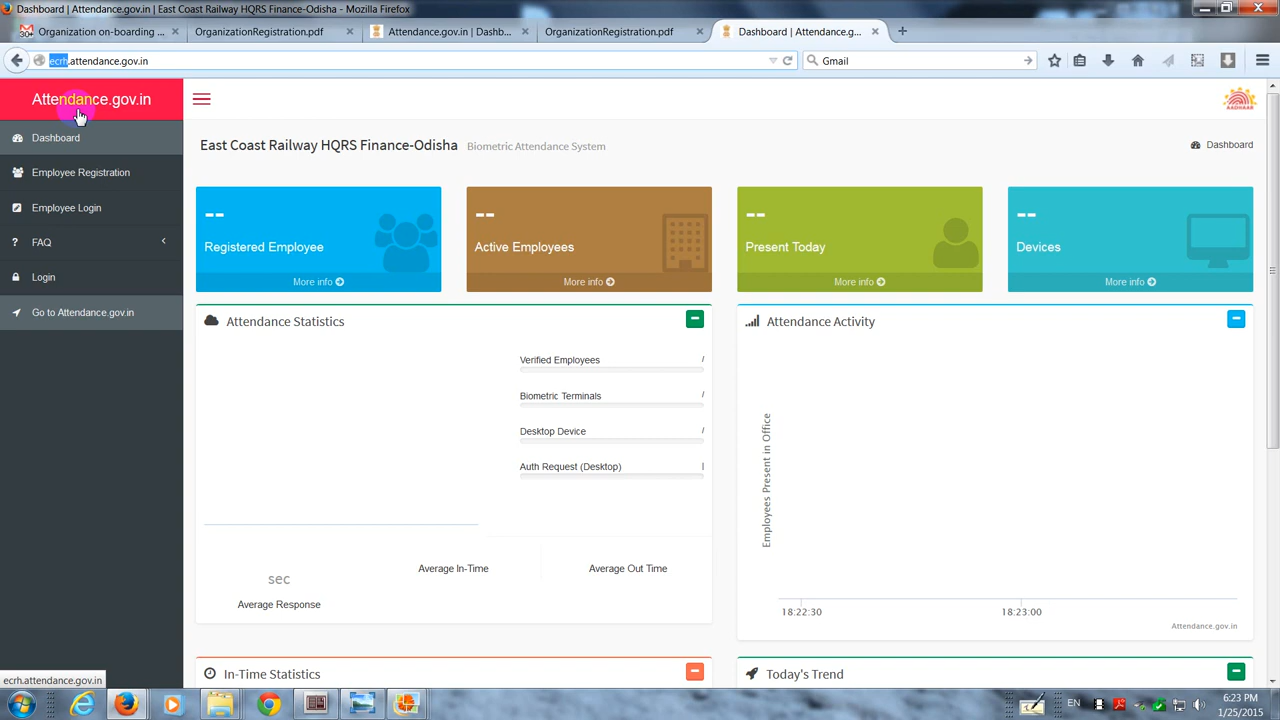 Dashboard | Attendance.gov.in | East Coast Railway HQRS Finance-Odisha - Mozilla Firefox
Organization on-boarding ...
OrganizationRegistration.pdf
Attendance.gov.in | Dashb...
OrganizationRegistration.pdf
Dashboard | Attendance.g...
ecrh.attendance.gov.in
Gmail
Attendance.gov.in
AADHAAR
Dashboard
Employee Registration
Employee Login
FAQ
Login
Go to Attendance.gov.in
East Coast Railway HQRS Finance-Odisha Biometric Attendance System
Dashboard
--
Registered Employee
More info
--
Active Employees
More info
--
Present Today
More info
--
Devices
More info
Attendance Statistics
Verified Employees /
Biometric Terminals /
Desktop Device /
Auth Request (Desktop)
sec
Average Response
Average In-Time
Average Out Time
Attendance Activity
Employees Present in Office
18:22:30
18:23:00
Attendance.gov.in
In-Time Statistics
Today's Trend
ecrh.attendance.gov.in
EN
6:23 PM
1/25/2015